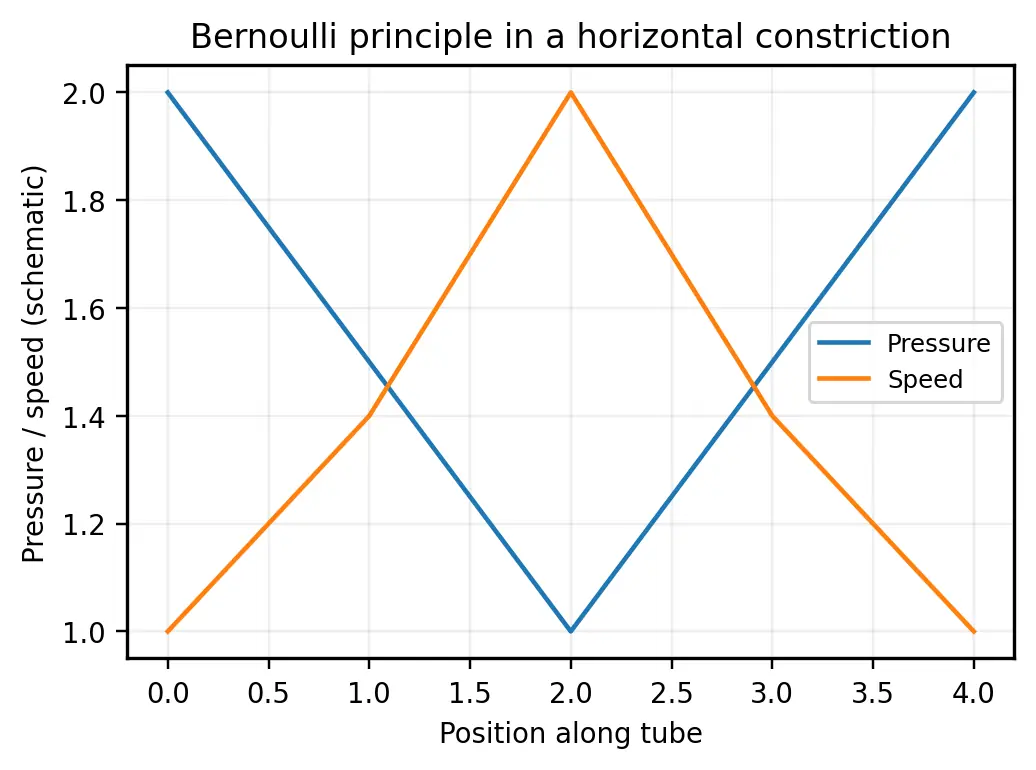 Bernoulli principle in a horizontal constriction
Pressure / speed (schematic)
2.0
1.8
1.6
1.4
1.2
1.0
Pressure
Speed
0.0 0.5 1.0 1.5 2.0 2.5 3.0 3.5 4.0
Position along tube